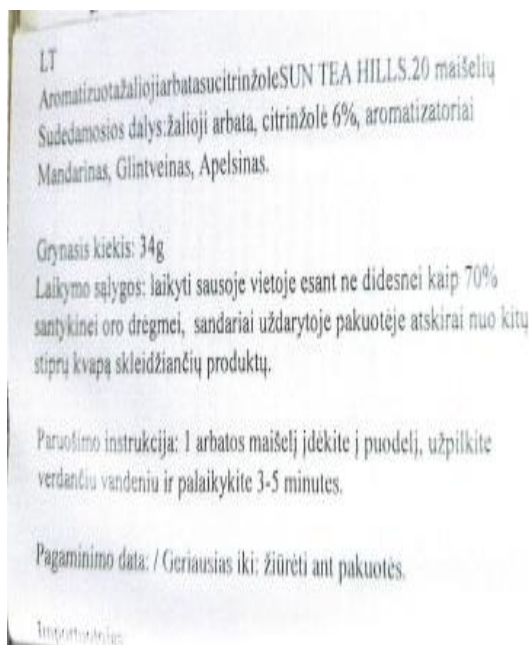 LT
AromatizuotažaliojiarbatasucitrinžoleSUN TEA HILLS.20 maišelių
Sudedamosios dalys:žalioji arbata, citrinžolė 6%, aromatizatoriai
Mandarinas, Glintveinas, Apelsinas.
Grynasis kiekis: 34g
Laikymo sąlygos: laikyti sausoje vietoje esant ne didesnei kaip 70%
santykinei oro drėgmei, sandariai uždarytoje pakuotėje atskirai nuo kitų
stiprų kvapą skleidžiančių produktų.
Paruošimo instrukcija: 1 arbatos maišelį įdėkite į puodelį, užpilkite
verdančiu vandeniu ir palaikykite 3-5 minutes.
Pagaminimo data: / Geriausias iki: žiūrėti ant pakuotės.